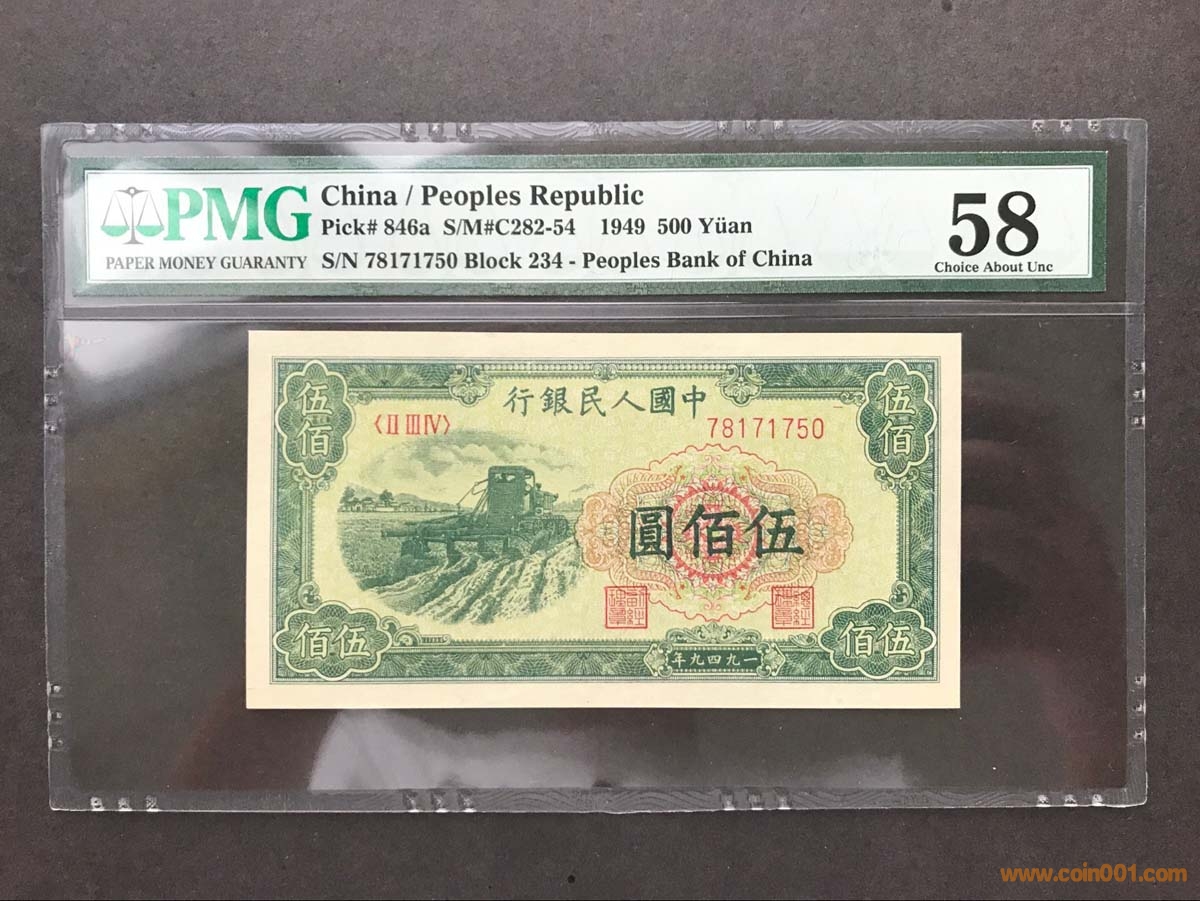 PMG
PAPER MONEY GUARANTY
China / Peoples Republic
Pick# 846a S/M#C282-54 1949 500 Yüan
S/N 78171750 Block 234 - Peoples Bank of China
58
Choice About Unc
行銀民人國中
伍佰
伍佰
〈II III IV〉
78171750
圓佰伍
佰伍
佰伍
年九四九一
www.coin001.com